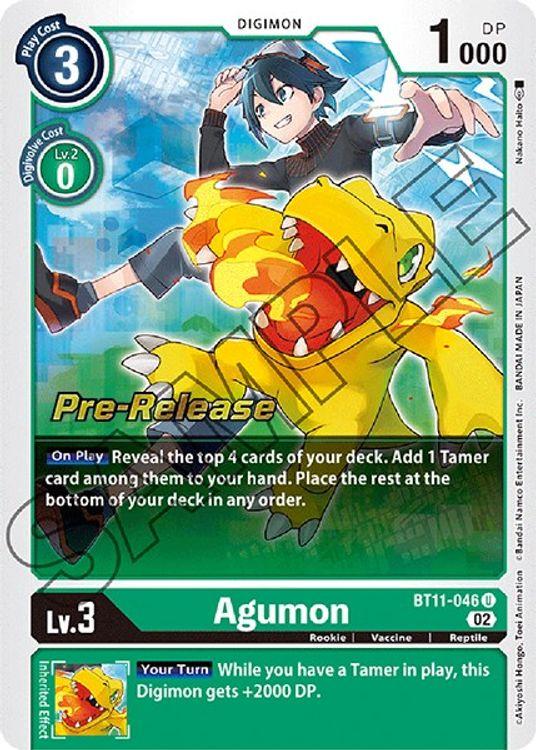 DIGIMON
Play Cost
3
DP
1000
Digivolve Cost
Lv.2
0
Nakano Haito
SAMPLE
Pre-Release
On Play Reveal the top 4 cards of your deck. Add 1 Tamer
card among them to your hand. Place the rest at the
bottom of your deck in any order.
©Akiyoshi Hongo, Toei Animation ©Bandai Namco Entertainment Inc. BANDAI MADE IN JAPAN
Lv.3
Agumon
BT11-046 U
02
Rookie | Vaccine | Reptile
Inherited Effect
Your Turn While you have a Tamer in play, this
Digimon gets +2000 DP.